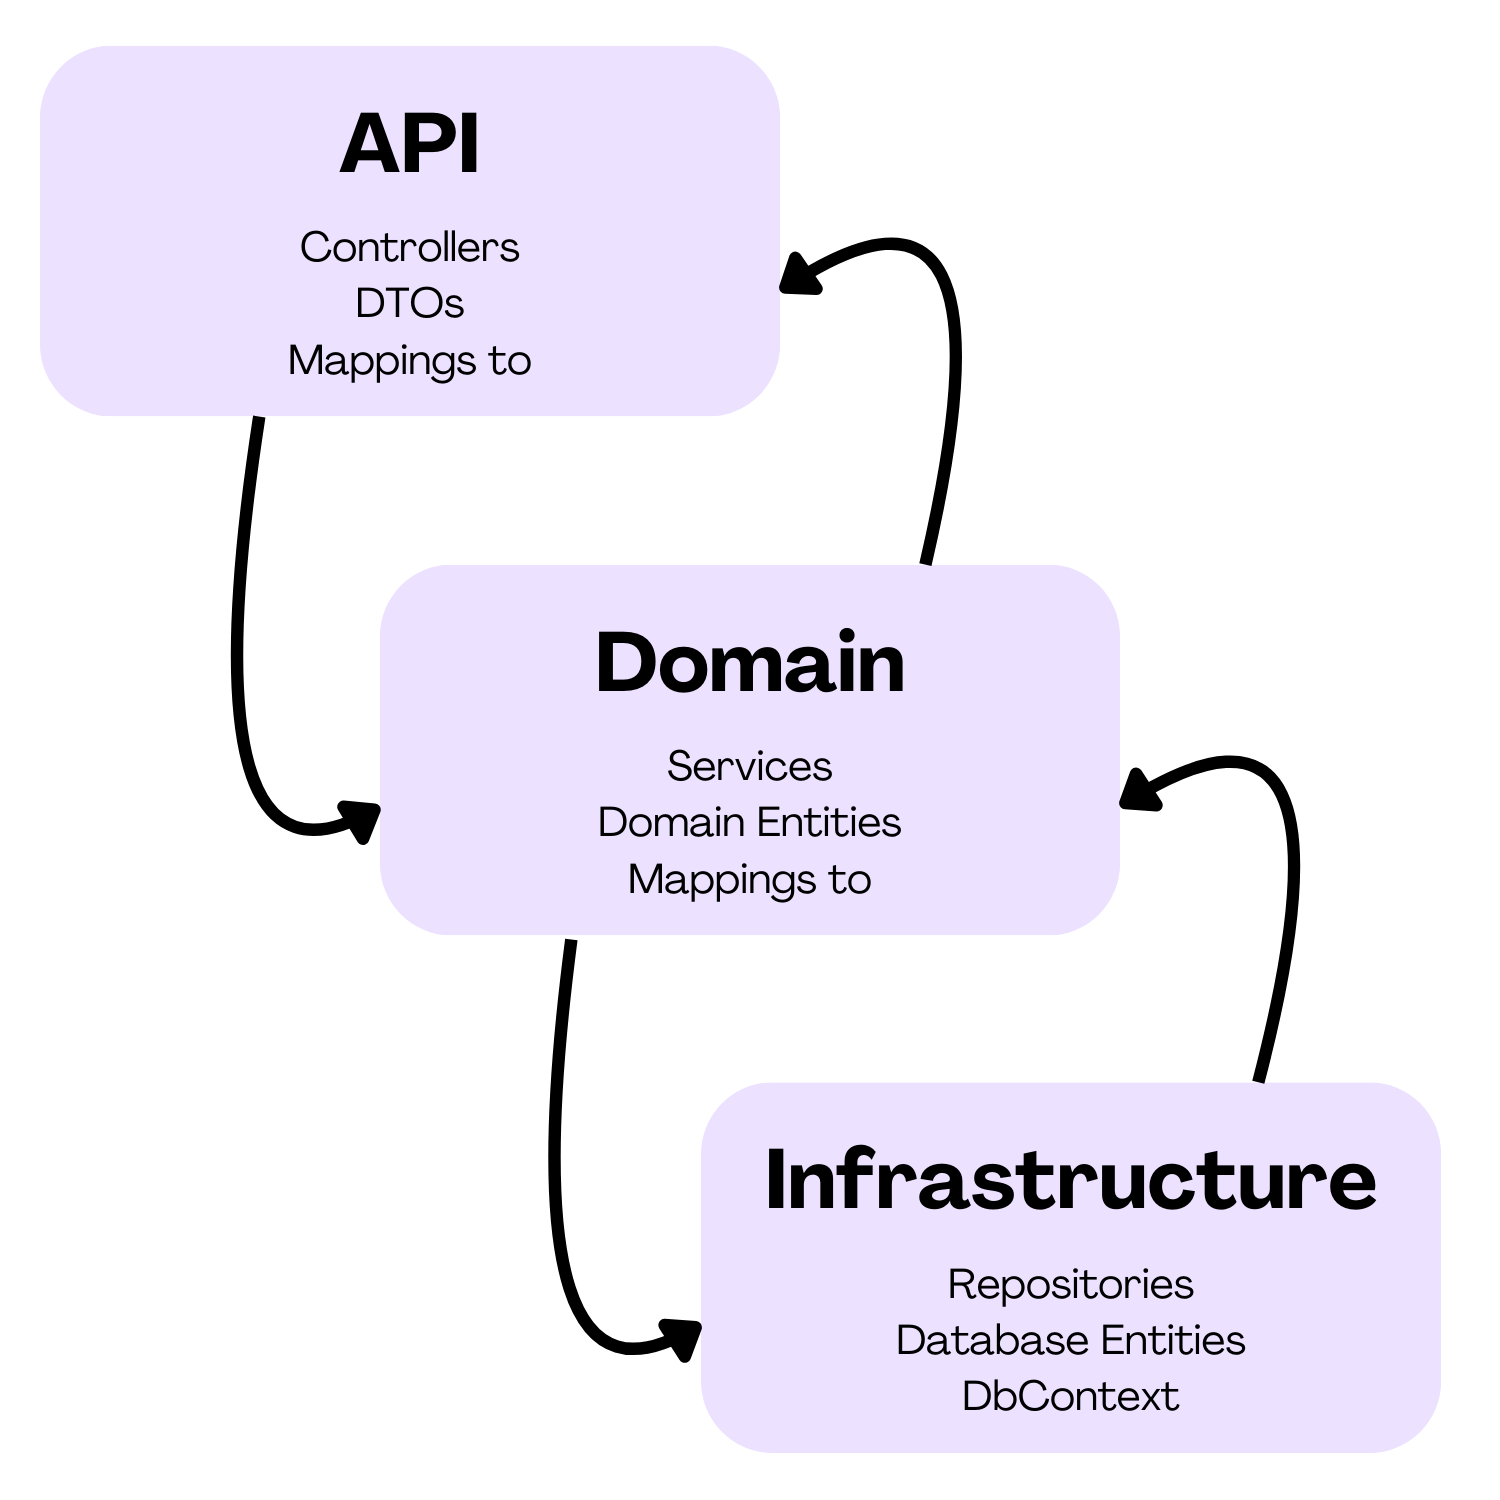 API
Controllers
DTOs
Mappings to
Domain
Services
Domain Entities
Mappings to
Infrastructure
Repositories
Database Entities
DbContext